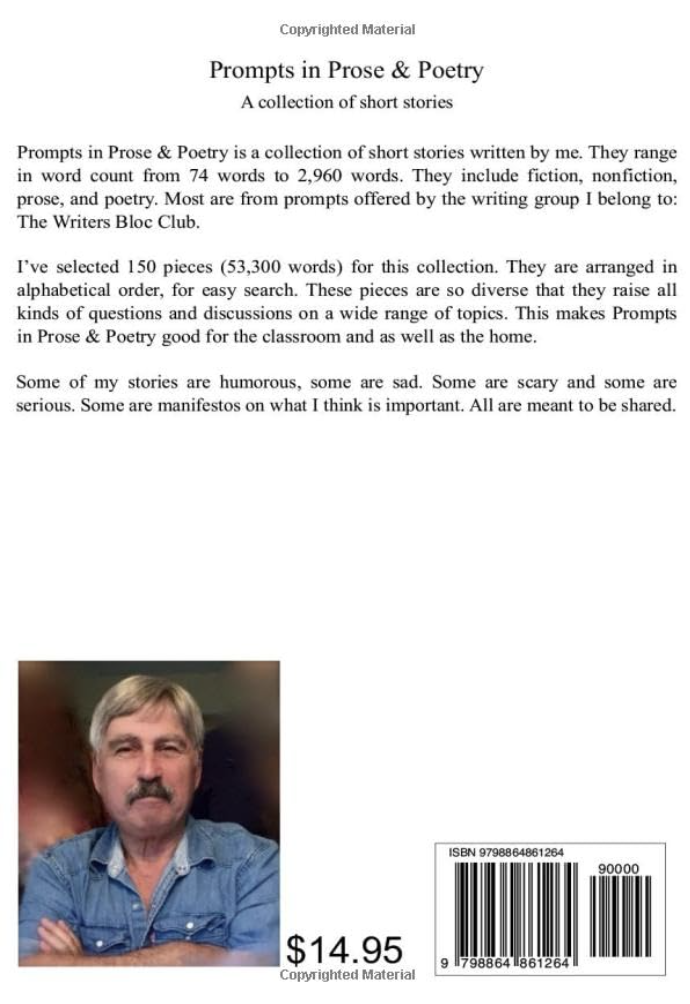 Copyrighted Material
Prompts in Prose & Poetry
A collection of short stories
Prompts in Prose & Poetry is a collection of short stories written by me. They range
in word count from 74 words to 2,960 words. They include fiction, nonfiction,
prose, and poetry. Most are from prompts offered by the writing group I belong to:
The Writers Bloc Club.
I’ve selected 150 pieces (53,300 words) for this collection. They are arranged in
alphabetical order, for easy search. These pieces are so diverse that they raise all
kinds of questions and discussions on a wide range of topics. This makes Prompts
in Prose & Poetry good for the classroom and as well as the home.
Some of my stories are humorous, some are sad. Some are scary and some are
serious. Some are manifestos on what I think is important. All are meant to be shared.
ISBN 9798864861264
90000
9 798864 861264
$14.95
Copyrighted Material